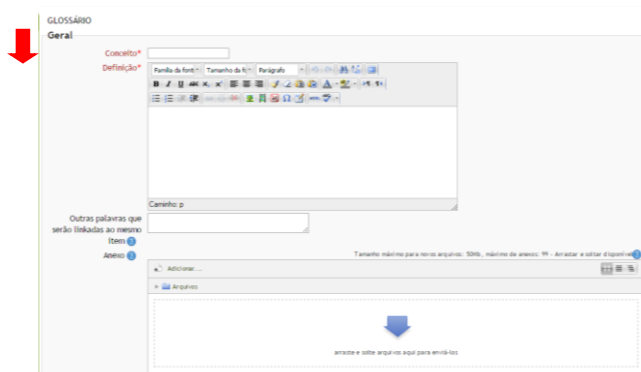 GLOSSÁRIO
Geral
Conceito*
Definição*
Família da font Tamanho da f Parágrafo
B I U ABC
Caminho: p
Outras palavras que
serão linkadas ao mesmo
item
Anexo
Tamanho máximo para novos arquivos: 50Mb, máximo de anexos: 99 - Arrastar e soltar disponível
Adicionar...
Arquivos
arraste e solte arquivos aqui para enviá-los